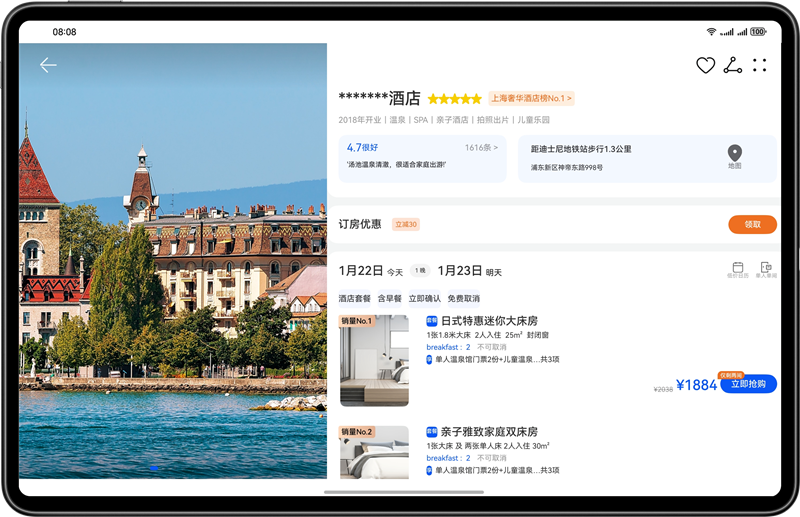 08:08
100
*******酒店
上海奢华酒店榜No.1 >
2018年开业 | 温泉 | SPA | 亲子酒店 | 拍照出片 | 儿童乐园
4.7很好
1616条 >
'汤池温泉清澈,很适合家庭出游!'
距迪士尼地铁站步行1.3公里
浦东新区神帝东路998号
地图
订房优惠
立减30
领取
1月22日 今天
1晚
1月23日 明天
酒店套餐 含早餐 立即确认 免费取消
销量No.1
套餐 日式特惠迷你大床房
1张1.8米大床 2人入住 25m² 封闭窗
breakfast : 2 不可取消
单人温泉馆门票2份+儿童温泉...共3项
¥2038 ¥1884
仅剩两间
立即抢购
销量No.2
套餐 亲子雅致家庭双床房
1张大床 及 两张单人床 2人入住 30m²
breakfast : 2 不可取消
单人温泉馆门票2份+儿童温泉...共3项